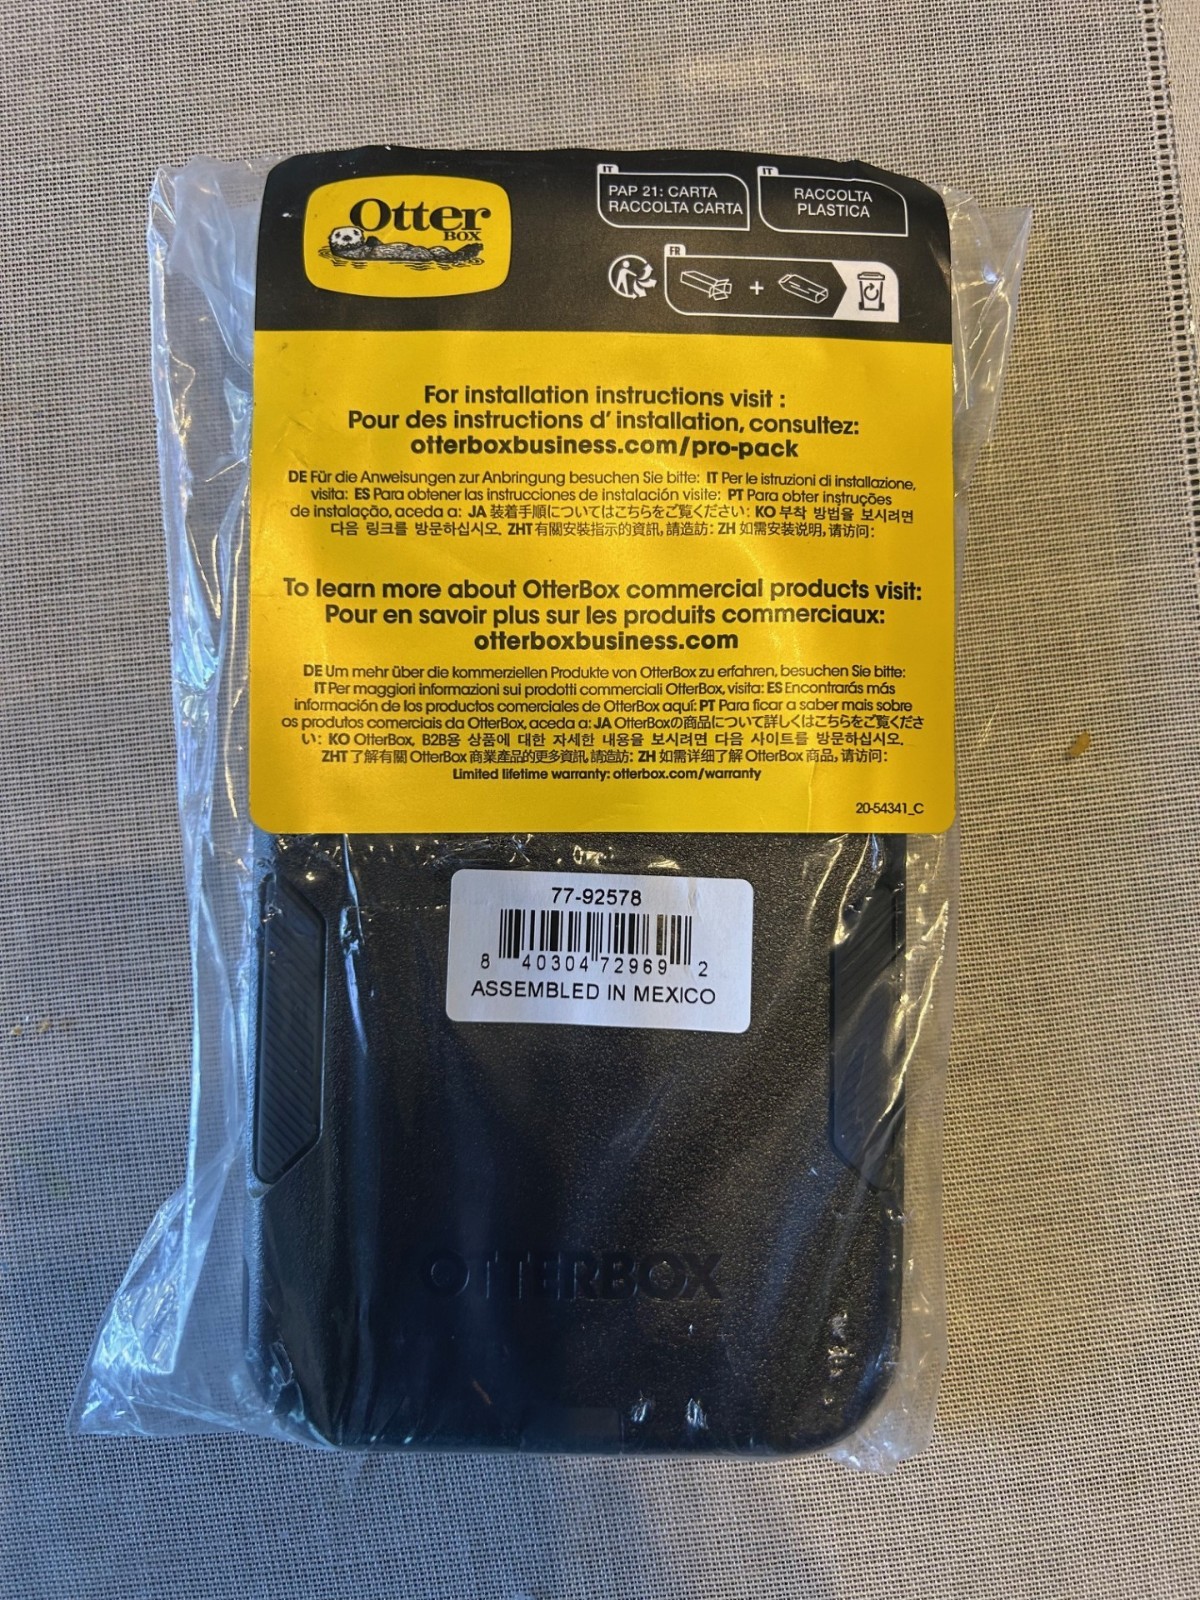 Otter
BOX
IT
PAP 21: CARTA
RACCOLTA CARTA
IT
RACCOLTA
PLASTICA
FR
For installation instructions visit :
Pour des instructions d' installation, consultez:
otterboxbusiness.com/pro-pack
DE Für die Anweisungen zur Anbringung besuchen Sie bitte: IT Per le istruzioni di installazione,
visita: ES Para obtener las instrucciones de instalación visite: PT Para obter instruções
de instalação, aceda a: JA 装着手順についてはこちらをご覧ください: KO 부착 방법을 보시려면
다음 링크를 방문하십시오. ZHT 有關安裝指示的資訊, 請造訪: ZH 如需安装说明, 请访问:
To learn more about OtterBox commercial products visit:
Pour en savoir plus sur les produits commerciaux:
otterboxbusiness.com
DE Um mehr über die kommerziellen Produkte von OtterBox zu erfahren, besuchen Sie bitte:
IT Per maggiori informazioni sui prodotti commerciali OtterBox, visita: ES Encontrarás más
información de los productos comerciales de OtterBox aquí: PT Para ficar a saber mais sobre
os produtos comerciais da OtterBox, aceda a: JA OtterBoxの商品について詳しくはこちらをご覧くださ
い: KO OtterBox, B2B용 상품에 대한 자세한 내용을 보시려면 다음 사이트를 방문하십시오.
ZHT 了解有關 OtterBox 商業產品的更多資訊, 請造訪: ZH 如需详细了解 OtterBox 商品, 请访问:
Limited lifetime warranty: otterbox.com/warranty
20-54341_C
77-92578
8 40304 72969 2
ASSEMBLED IN MEXICO
OTTERBOX